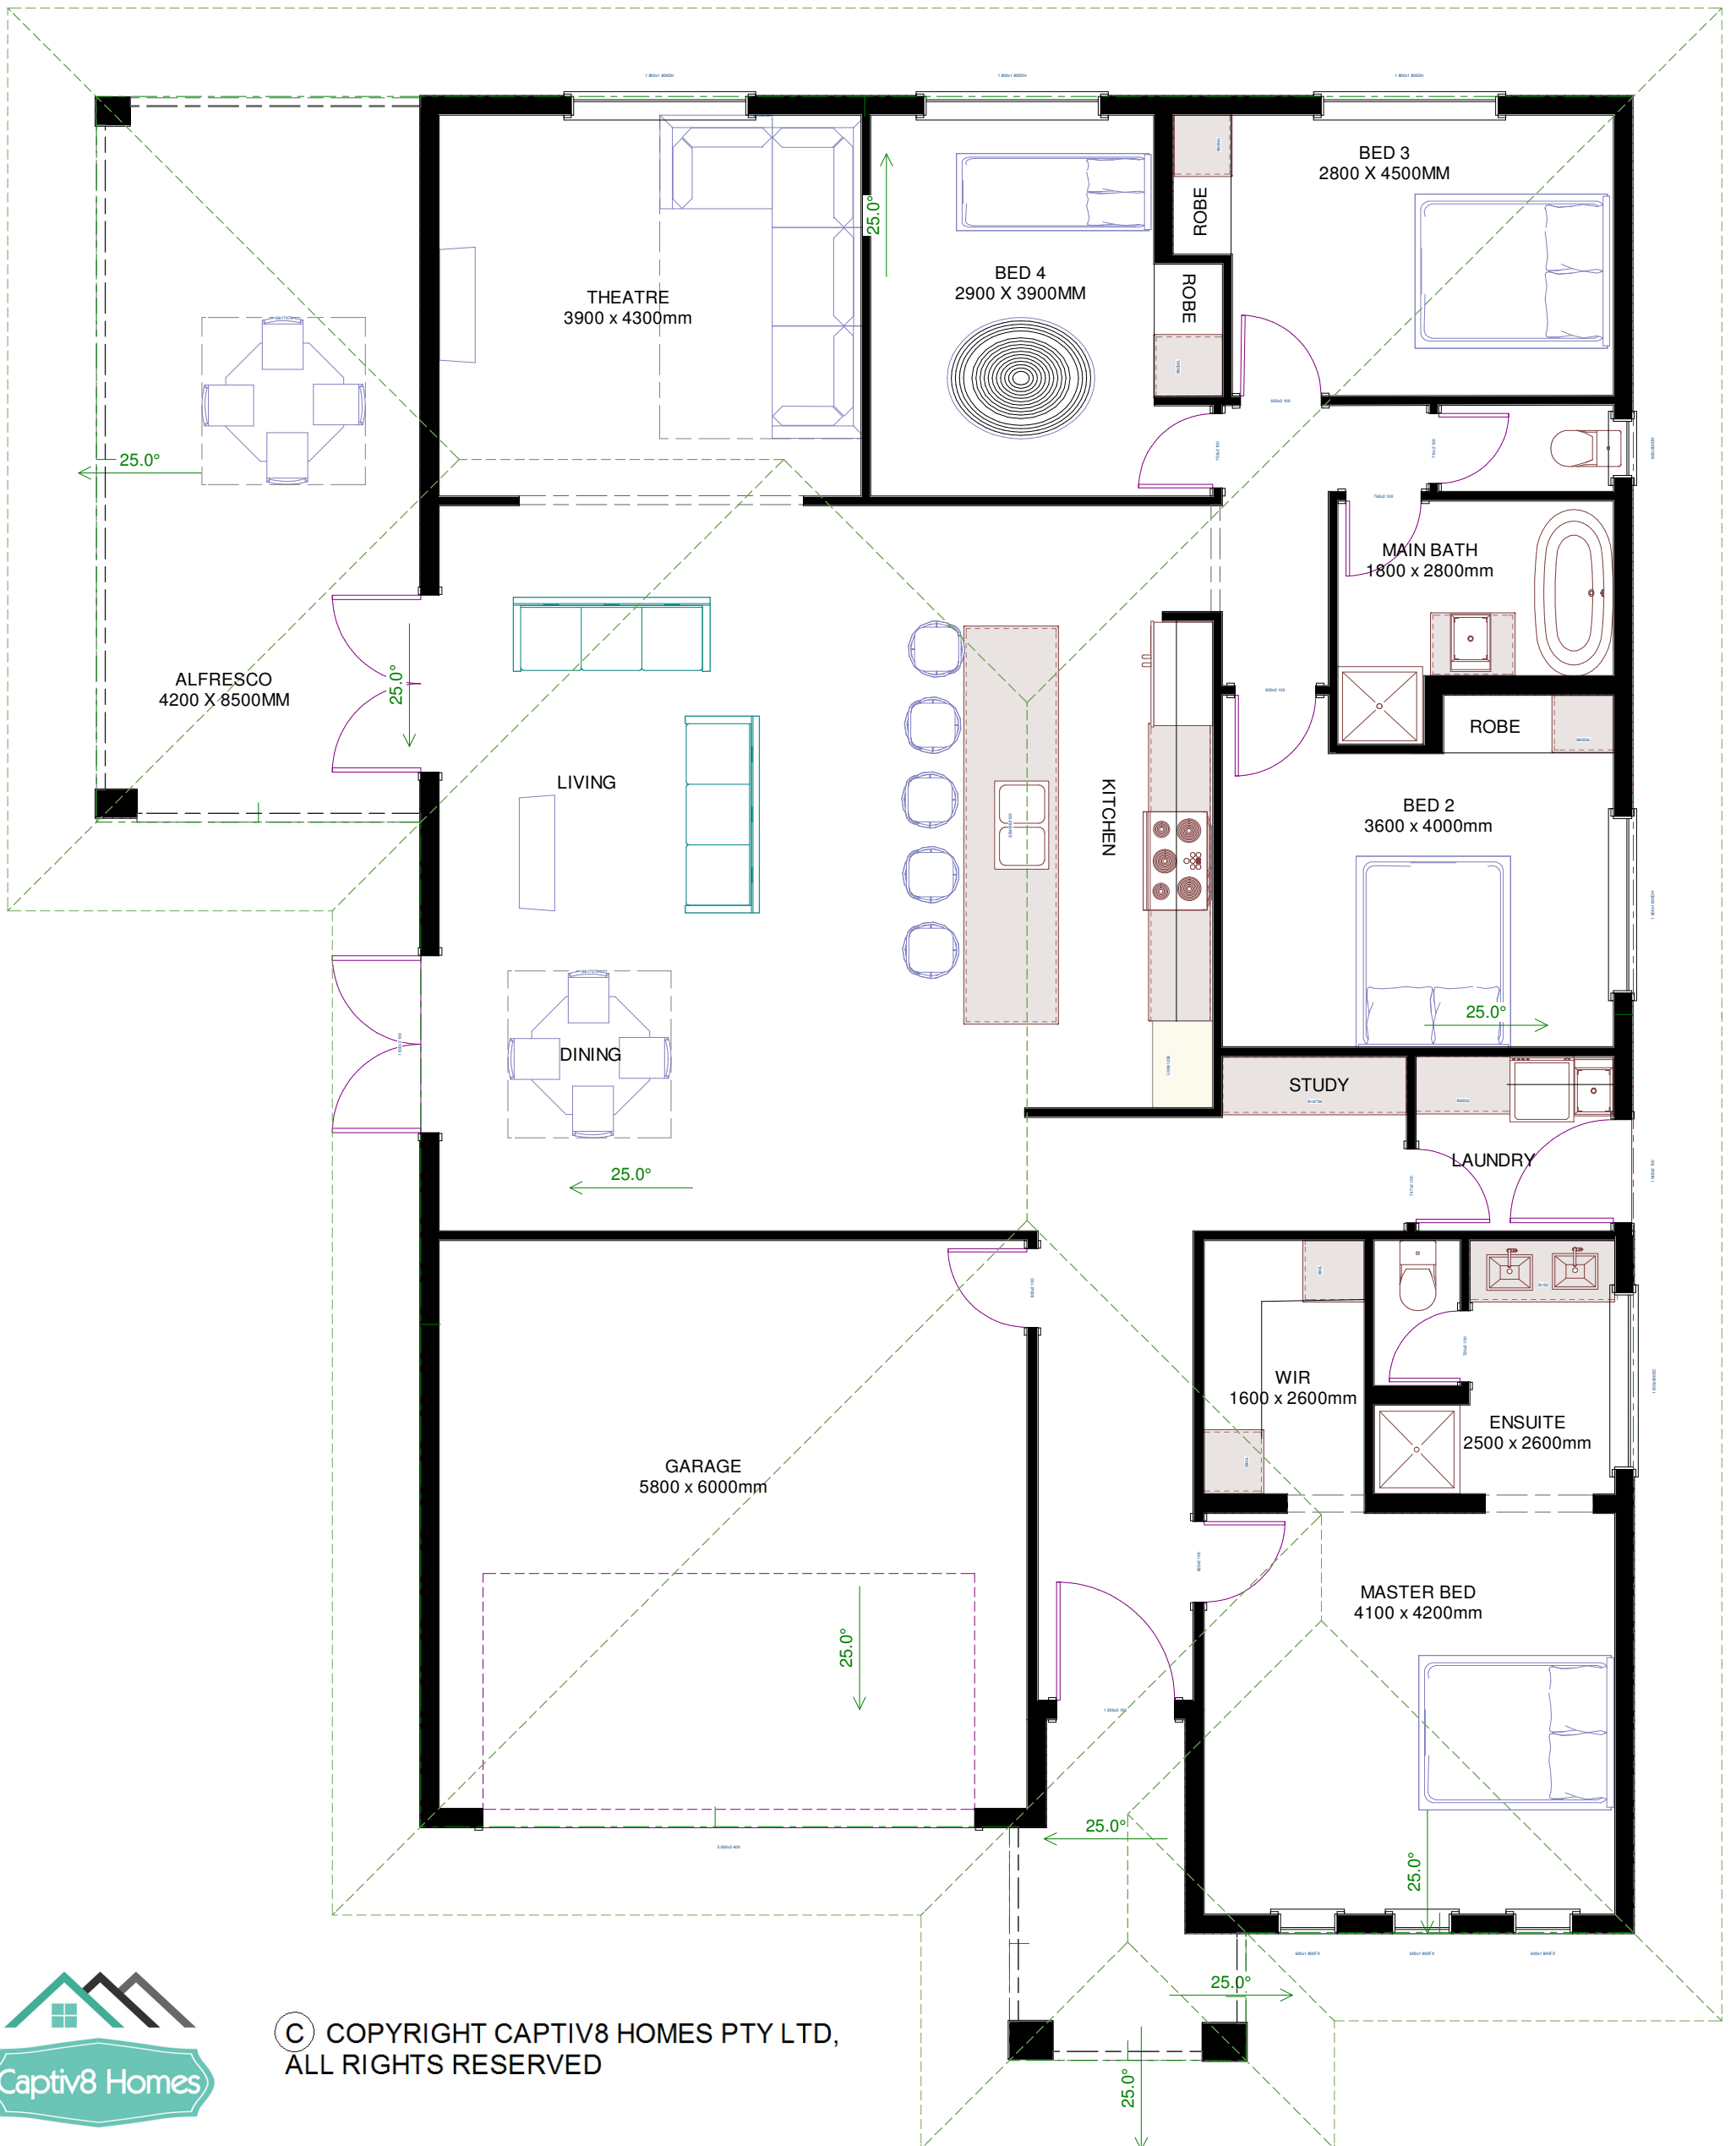 BED 3
2800 X 4500MM
ROBE
BED 4
2900 X 3900MM
ROBE
THEATRE
3900 x 4300mm
25.0°
25.0°
MAIN BATH
1800 x 2800mm
ALFRESCO
4200 X 8500MM
25.0°
ROBE
LIVING
KITCHEN
BED 2
3600 x 4000mm
25.0°
DINING
STUDY
LAUNDRY
25.0°
WIR
1600 x 2600mm
ENSUITE
2500 x 2600mm
GARAGE
5800 x 6000mm
MASTER BED
4100 x 4200mm
25.0°
25.0°
25.0°
25.0°
25.0°
Captiv8 Homes
C COPYRIGHT CAPTIV8 HOMES PTY LTD,
ALL RIGHTS RESERVED